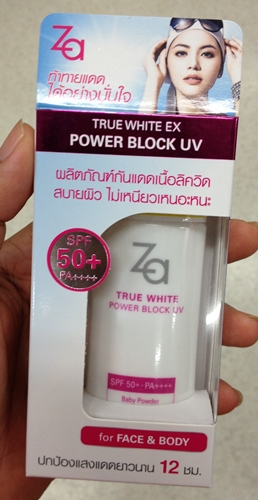 Za
ท้าทายแดด
ได้อย่างมั่นใจ
TRUE WHITE EX
POWER BLOCK UV
ผลิตภัณฑ์กันแดดเนื้อลิควิด
สบายผิว ไม่เหนียวเหนอะหนะ
SPF
50+
PA++++
Za
TRUE WHITE
POWER BLOCK UV
SPF 50+ · PA++++
Baby Powder
for FACE & BODY
ปกป้องแสงแดดยาวนาน 12 ชม.